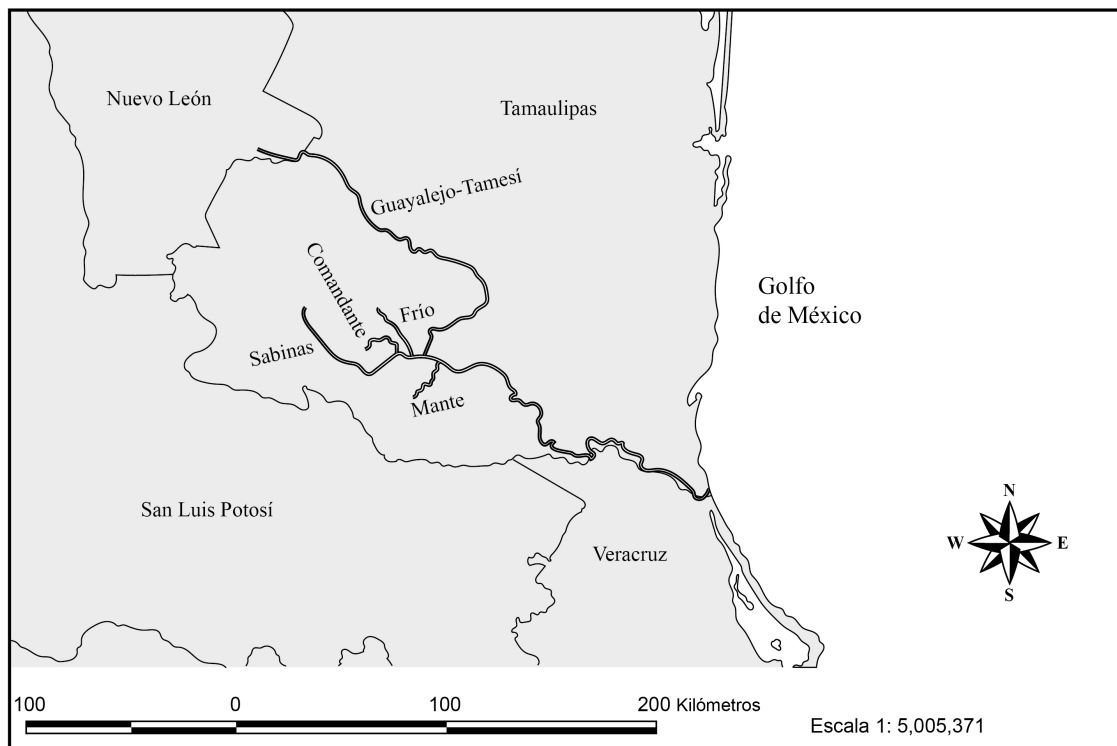 Nuevo León
Tamaulipas
Guayalejo-Tamesí
Comandante
Frío
Golfo
de México
Sabinas
Mante
San Luis Potosí
Veracruz
N
W
E
S
100 0 100 200 Kilómetros
Escala 1: 5,005,371